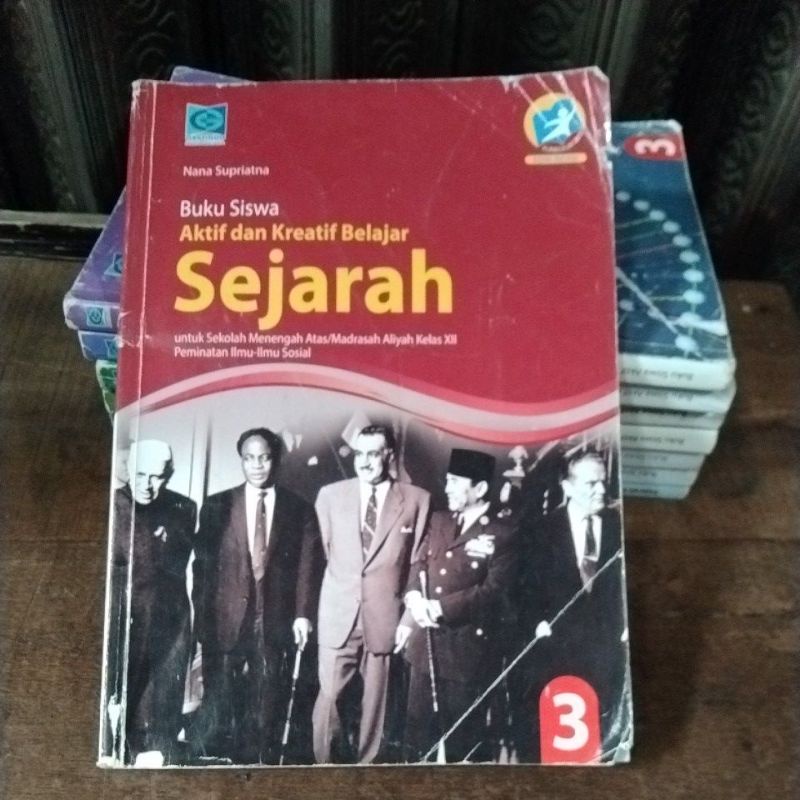 Nana Supriatna
Buku Siswa
Aktif dan Kreatif Belajar
Sejarah
untuk Sekolah Menengah Atas/Madrasah Aliyah Kelas XII
Peminatan Ilmu-Ilmu Sosial
3
3